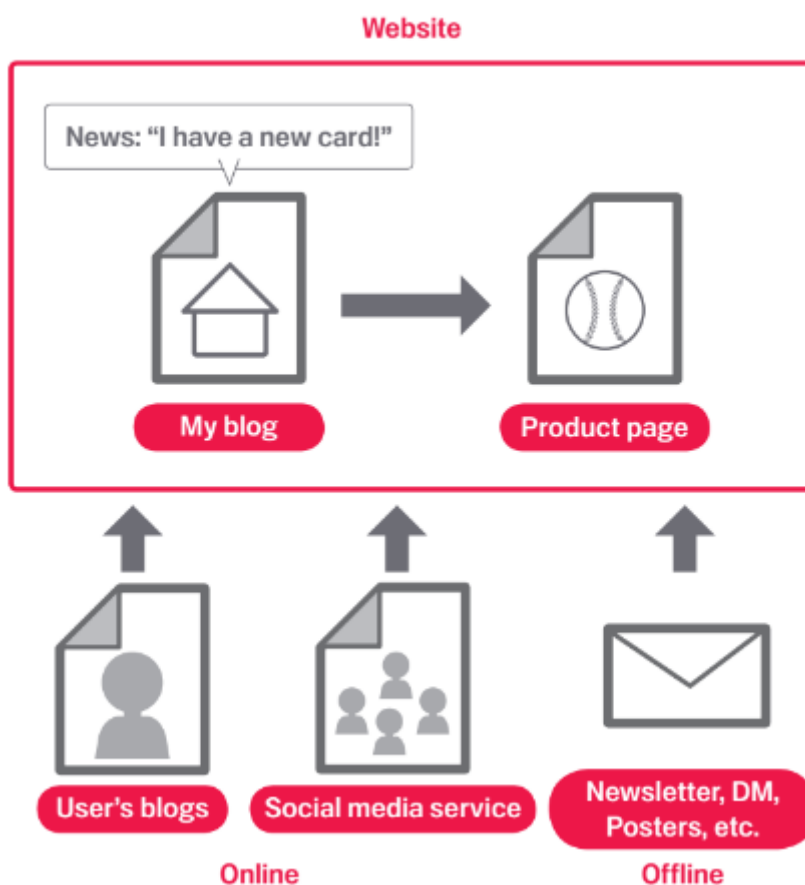 Website
News: “I have a new card!”
My blog
Product page
User’s blogs
Social media service
Newsletter, DM,
Posters, etc.
Online
Offline